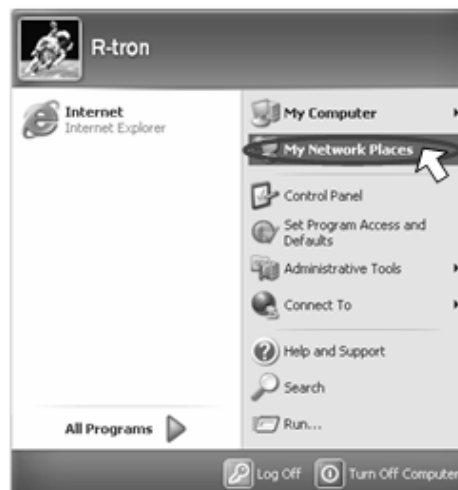 R-tron
Internet
Internet Explorer
All Programs
My Computer
My Network Places
Control Panel
Set Program Access and
Defaults
Administrative Tools
Connect To
Help and Support
Search
Run...
Log Off
Turn Off Computer